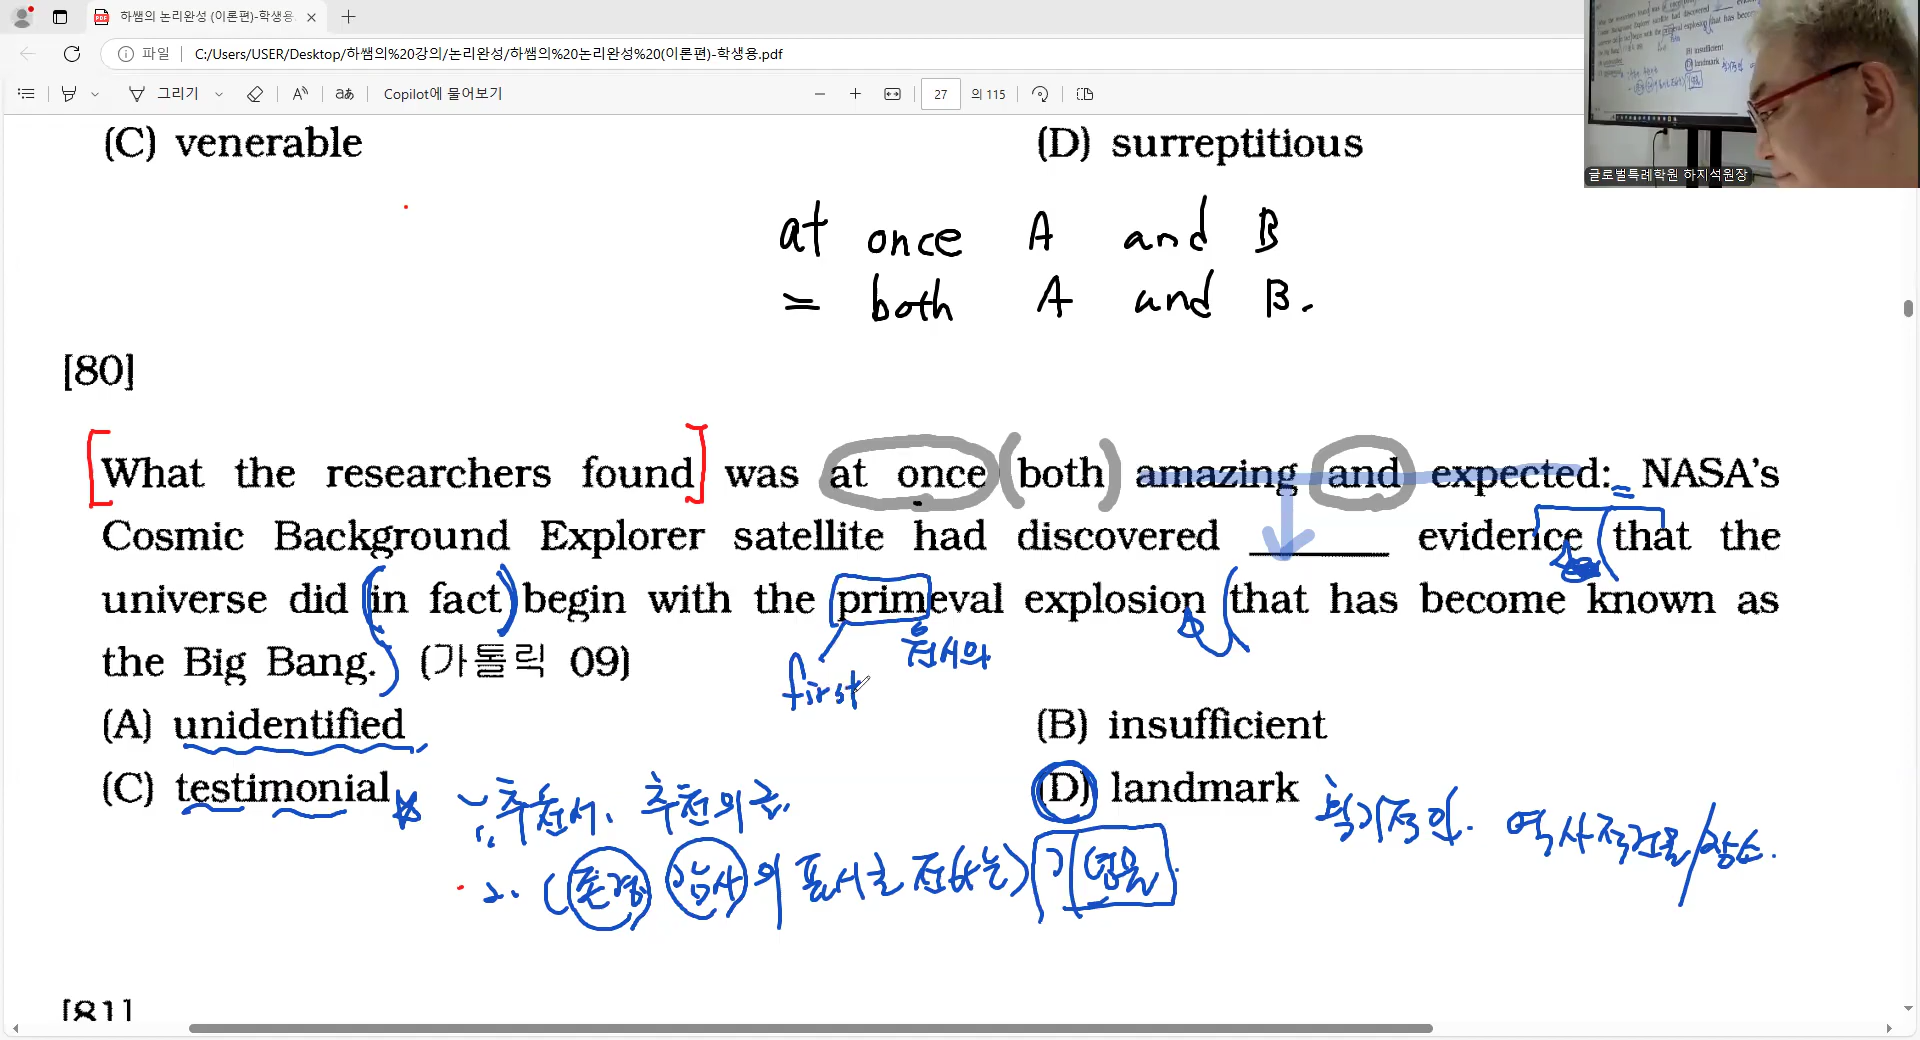 하쌤의 논리완성 (이론편)-학생용
파일 C:/Users/USER/Desktop/하쌤의%20강의/논리완성/하쌤의%20논리완성%20(이론편)-학생용.pdf
그리기 Copilot에 물어보기 27 의 115
(C) venerable (D) surreptitious
글로벌특례학원 하지석원장
at once A and B
= both A and B.
[80]
What the researchers found was at once both amazing and expected: NASA's
Cosmic Background Explorer satellite had discovered ______ evidence that the
universe did in fact begin with the primeval explosion that has become known as
the Big Bang. (가톨릭 09)
전시의
first
(A) unidentified (B) insufficient
(C) testimonial (D) landmark
1. 추천서, 추천의 글, 획기적인. 역사적건물/장소.
2. (존경 감사의 표시로 전하는) 기념물.
[81]